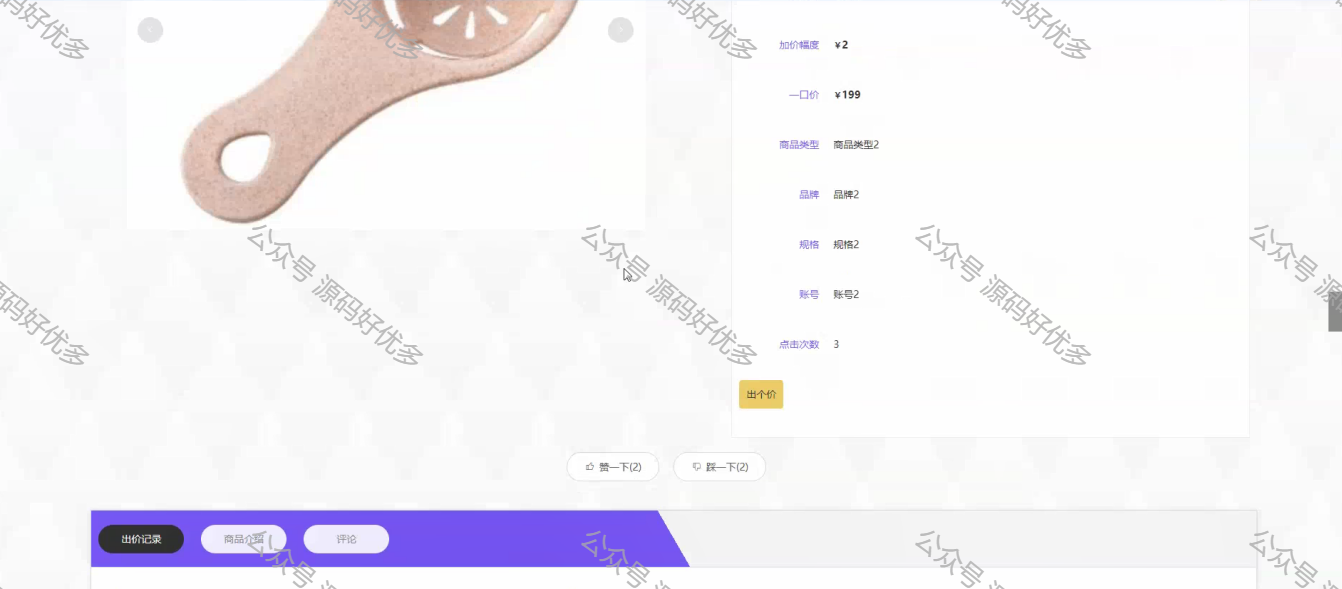 加价幅度 ￥2
一口价 ￥199
商品类型 商品类型2
品牌 品牌2
规格 规格2
账号 账号2
点击次数 3
出个价
赞一下(2) 踩一下(2)
出价记录 商品介绍 评论
公众号 源码好优多